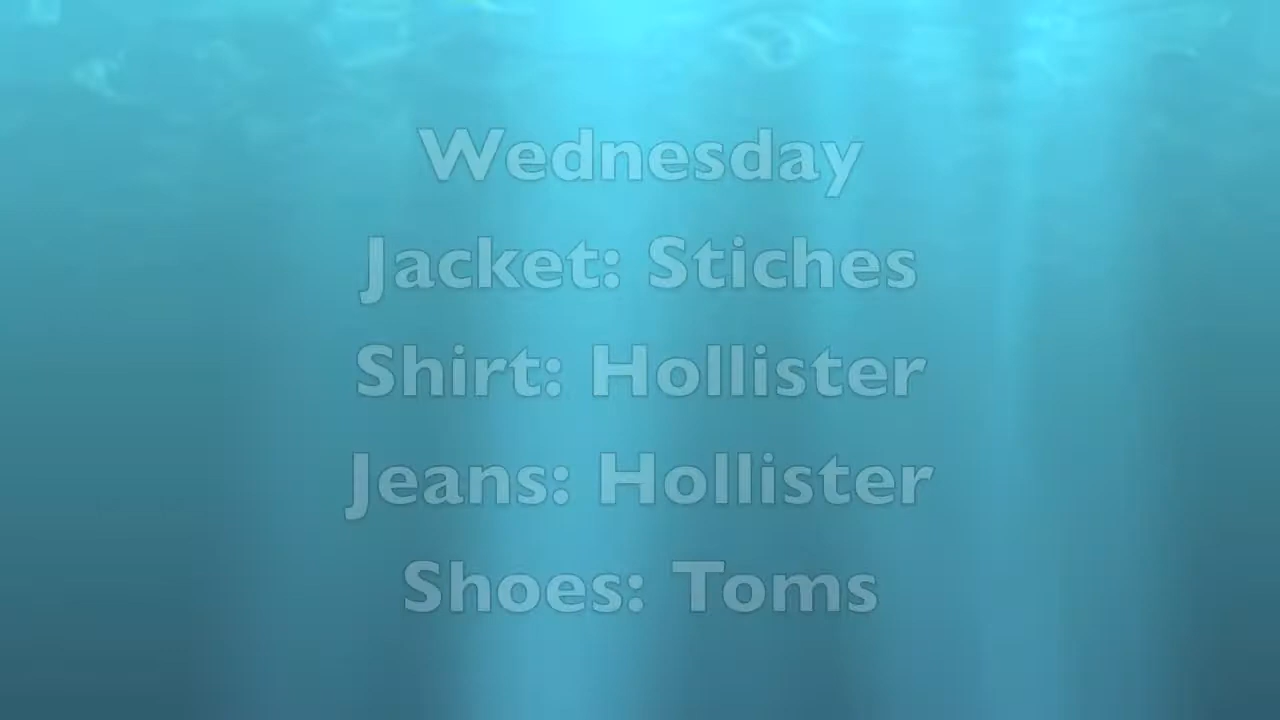 Wednesday
Jacket: Stiches
Shirt: Hollister
Jeans: Hollister
Shoes: Toms